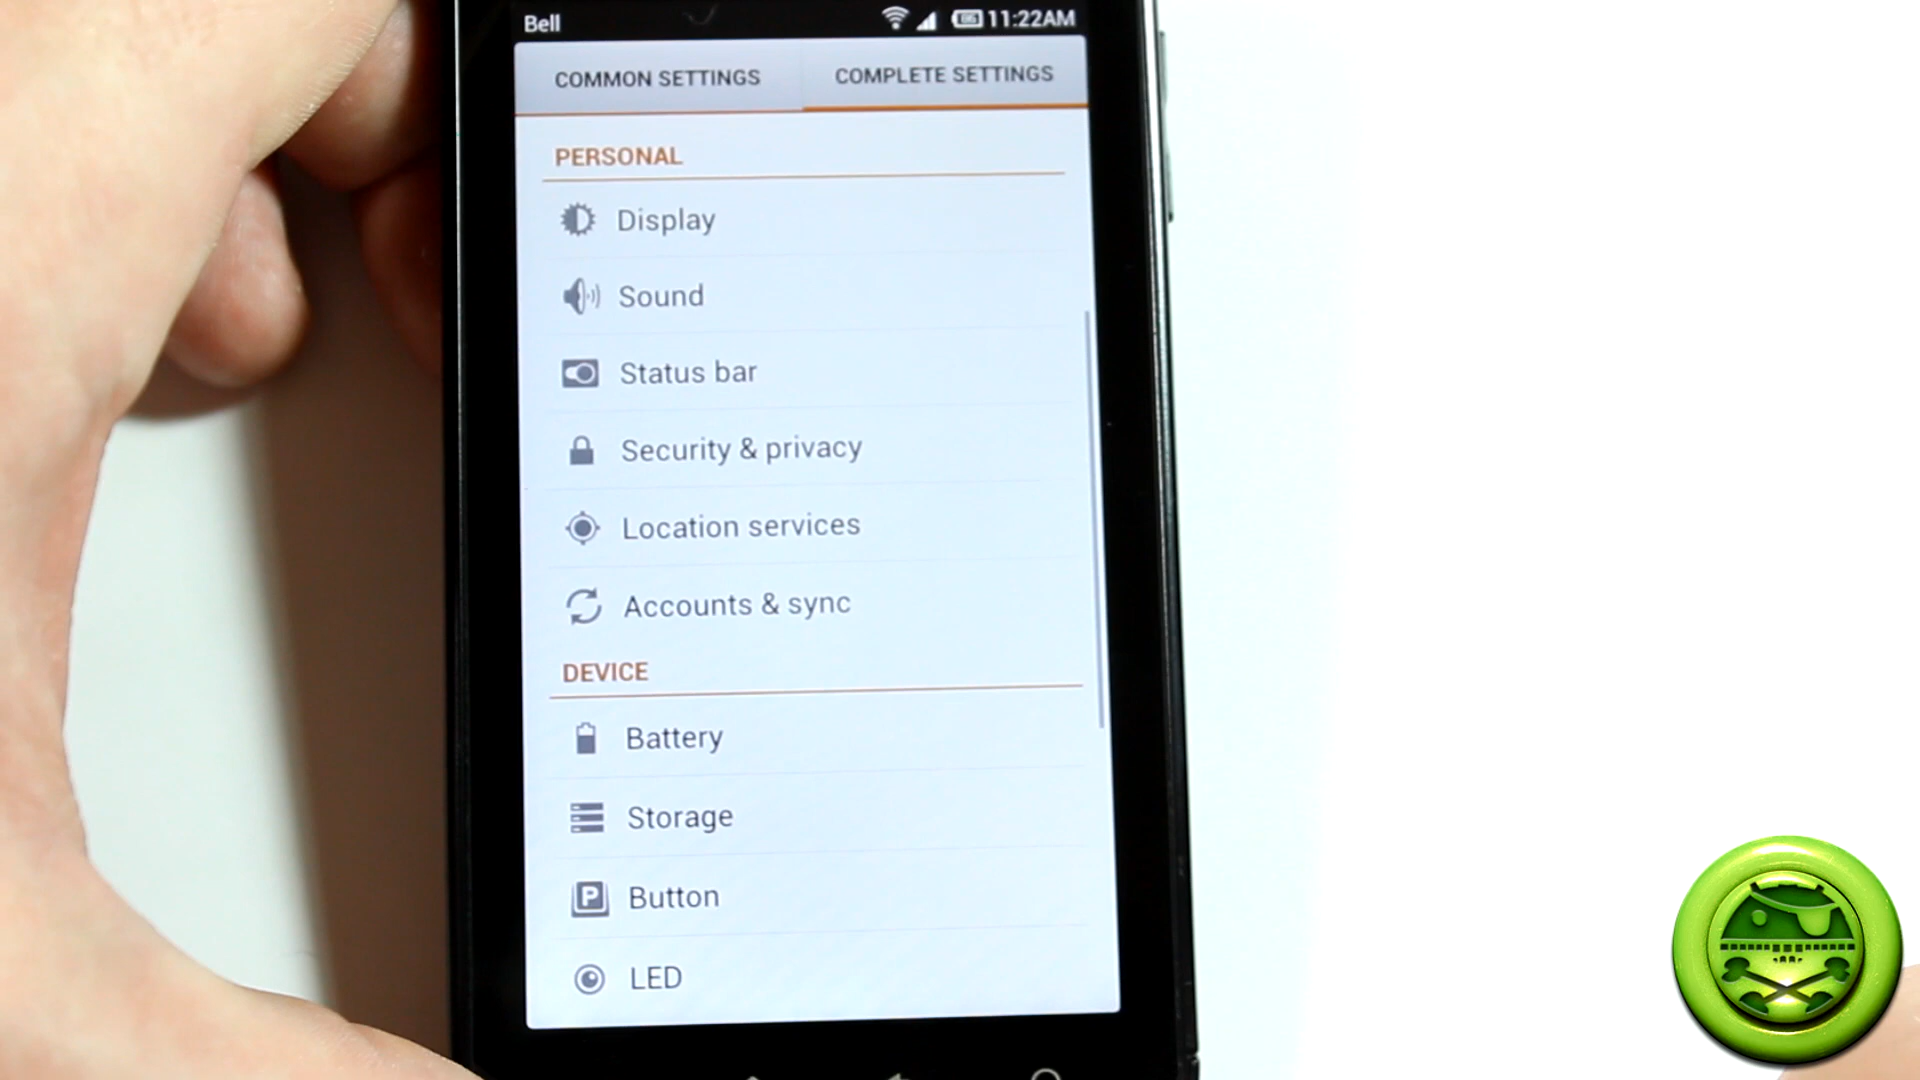 Bell 11:22AM
COMMON SETTINGS COMPLETE SETTINGS
PERSONAL
Display
Sound
Status bar
Security & privacy
Location services
Accounts & sync
DEVICE
Battery
Storage
P Button
LED